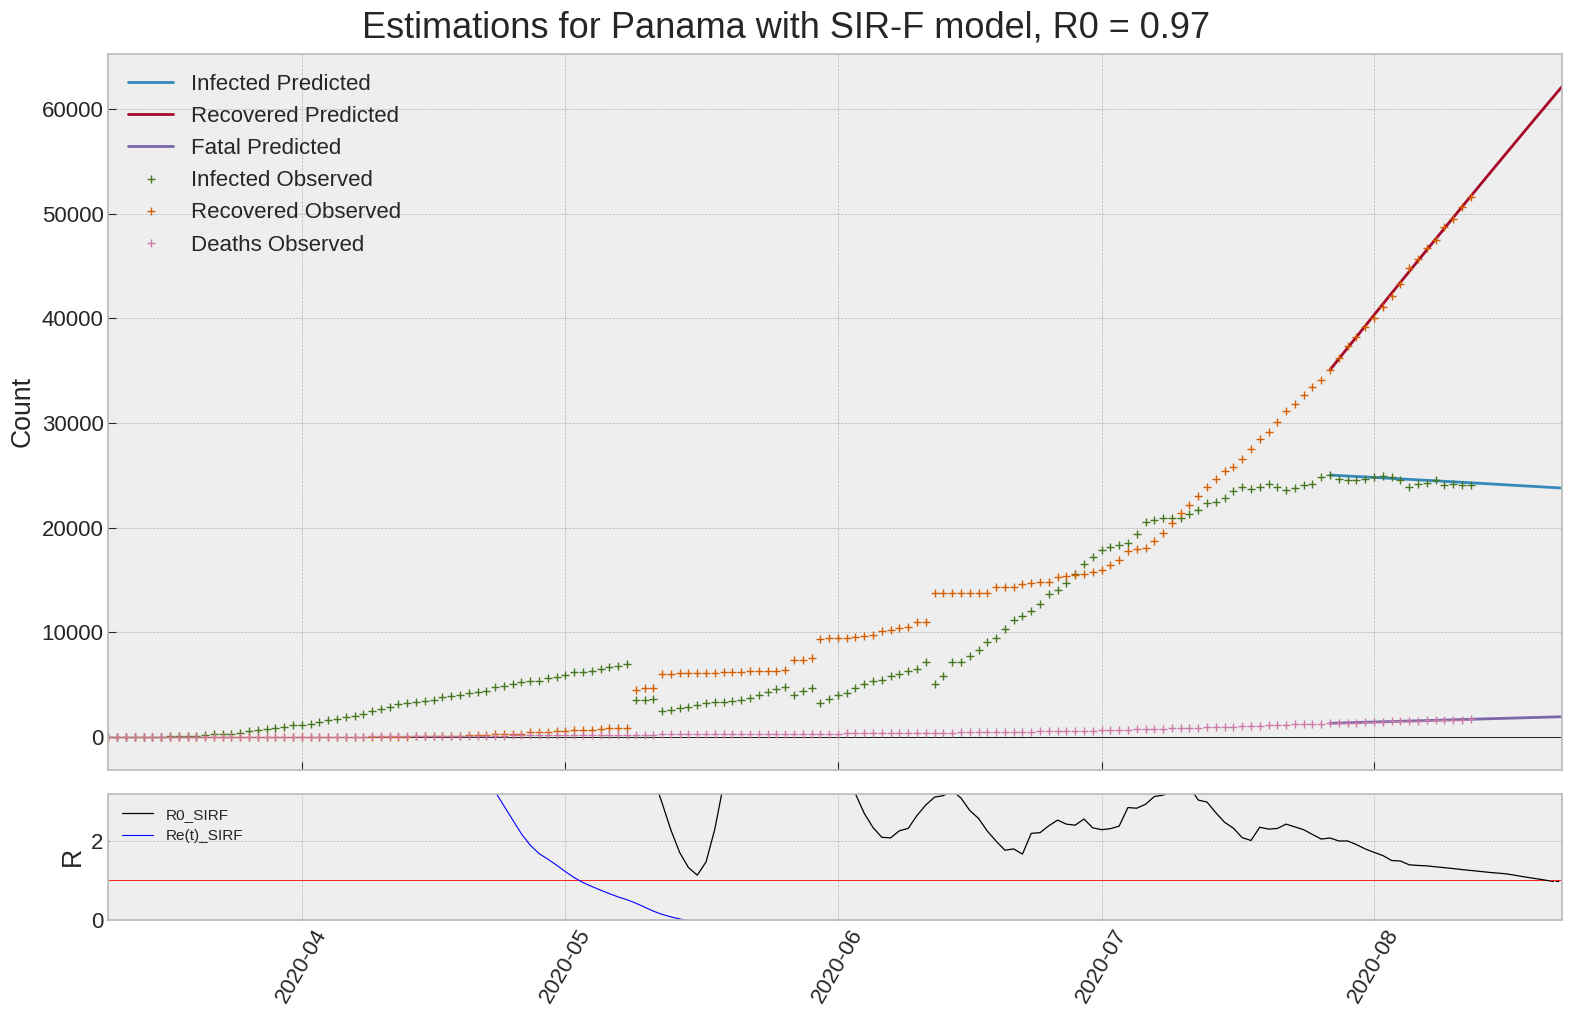 Estimations for Panama with SIR-F model, R0 = 0.97
Infected Predicted
Recovered Predicted
Fatal Predicted
Infected Observed
Recovered Observed
Deaths Observed
60000
50000
40000
30000
20000
10000
0
Count
R0_SIRF
Re(t)_SIRF
2
0
R
2020-04
2020-05
2020-06
2020-07
2020-08